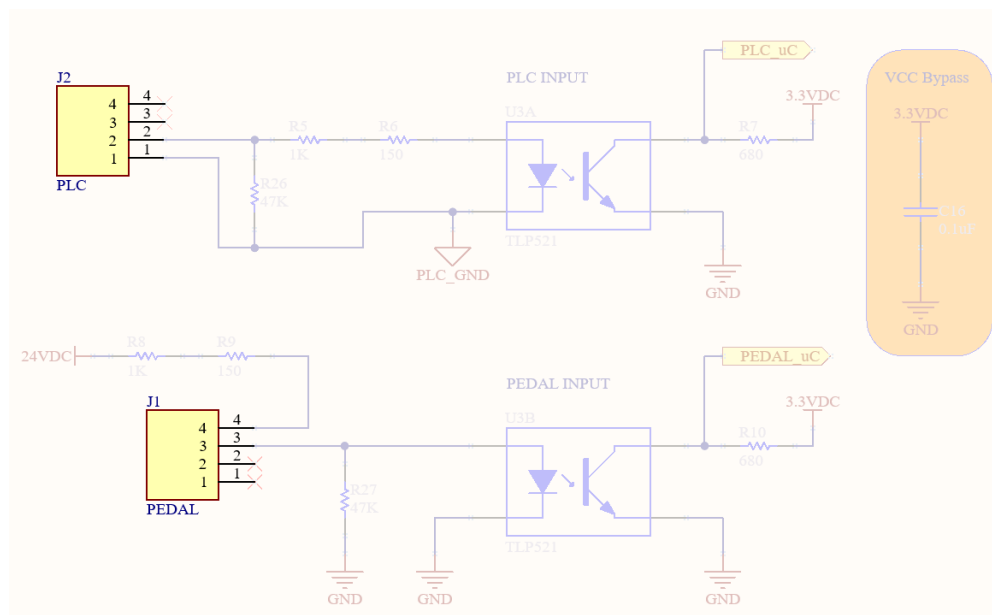 PLC_uC
J2
PLC INPUT
VCC Bypass
4 4
3 3
2 2
1 1
PLC
U3A
R5
1K
R6
150
R7
680
3.3VDC
3.3VDC
R26
47K
TLP521
PLC_GND
GND
0.1uF
GND
24VDC
R8
1K
R9
150
PEDAL_uC
J1
PEDAL INPUT
4 4
3 3
2 2
1 1
PEDAL
U3B
3.3VDC
R10
680
R27
47K
TLP521
GND
GND
GND